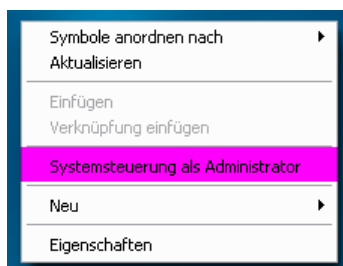 Symbole anordnen nach
Aktualisieren
Einfügen
Verknüpfung einfügen
Systemsteuerung als Administrator
Neu
Eigenschaften